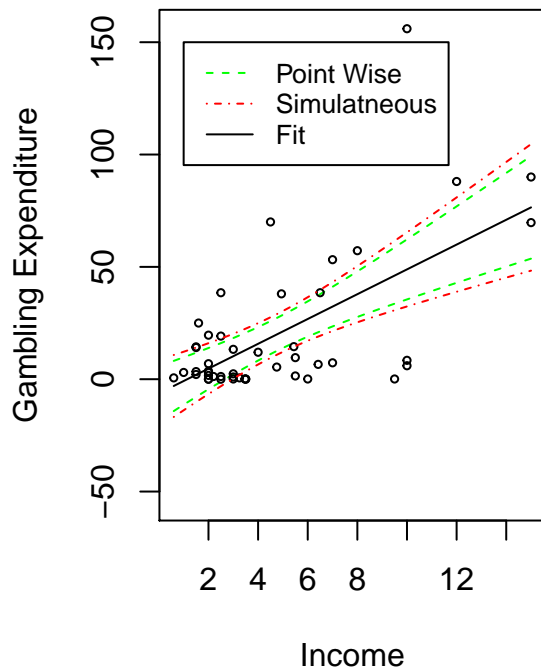 Gambling Expenditure
150
100
50
0
−50
Point Wise
Simulatneous
Fit
2 4 6 8 12
Income